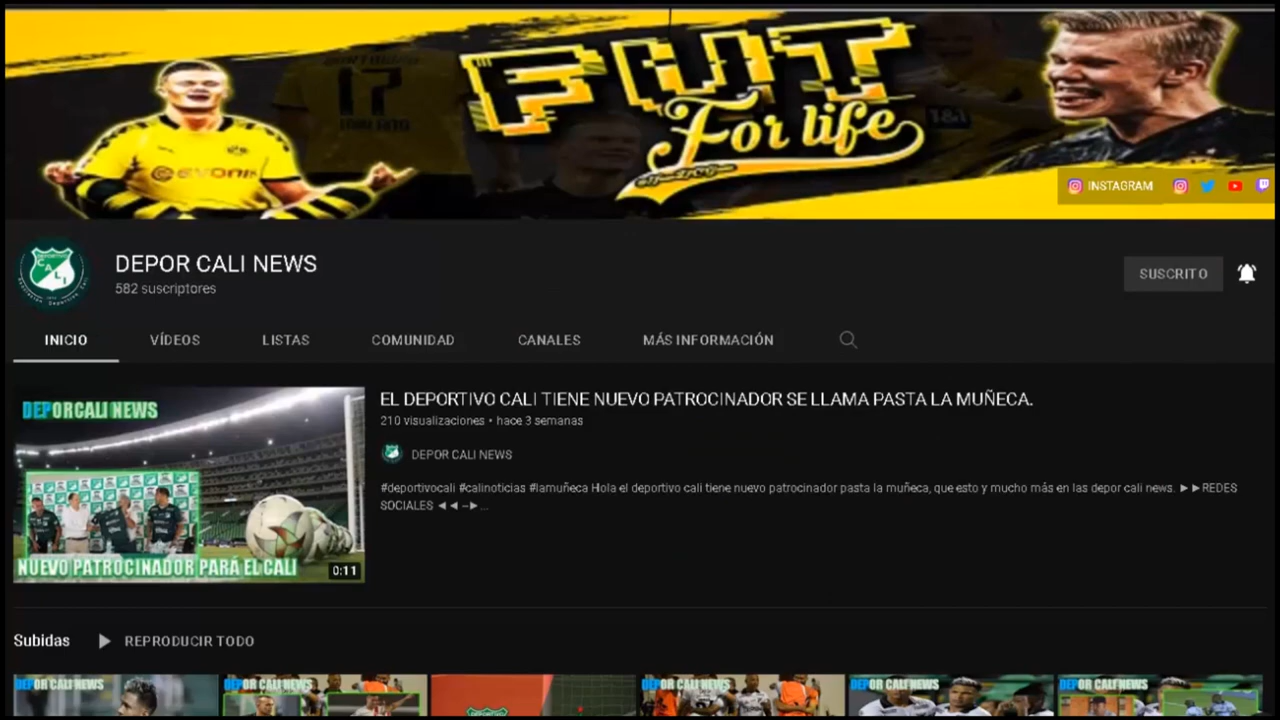 17
FUT
For life
INSTAGRAM
DEPOR CALI NEWS
582 suscriptores
SUSCRITO
INICIO
VÍDEOS
LISTAS
COMUNIDAD
CANALES
MÁS INFORMACIÓN
DEPORCALI NEWS
NUEVO PATROCINADOR PARÁ EL CALI
0:11
EL DEPORTIVO CALI TIENE NUEVO PATROCINADOR SE LLAMA PASTA LA MUÑECA.
210 visualizaciones • hace 3 semanas
DEPOR CALI NEWS
#deportivocali #calinoticias #lamuñeca Hola el deportivo cali tiene nuevo patrocinador pasta la muñeca, que esto y mucho más en las depor cali news. ►►REDES
SOCIALES ◄◄ –► ...
Subidas
REPRODUCIR TODO
DEPOR CALI NEWS
DEPOR CALI NEWS
DEPOR CALI NEWS
DEPOR CALI NEWS
DEPOR CALI NEWS